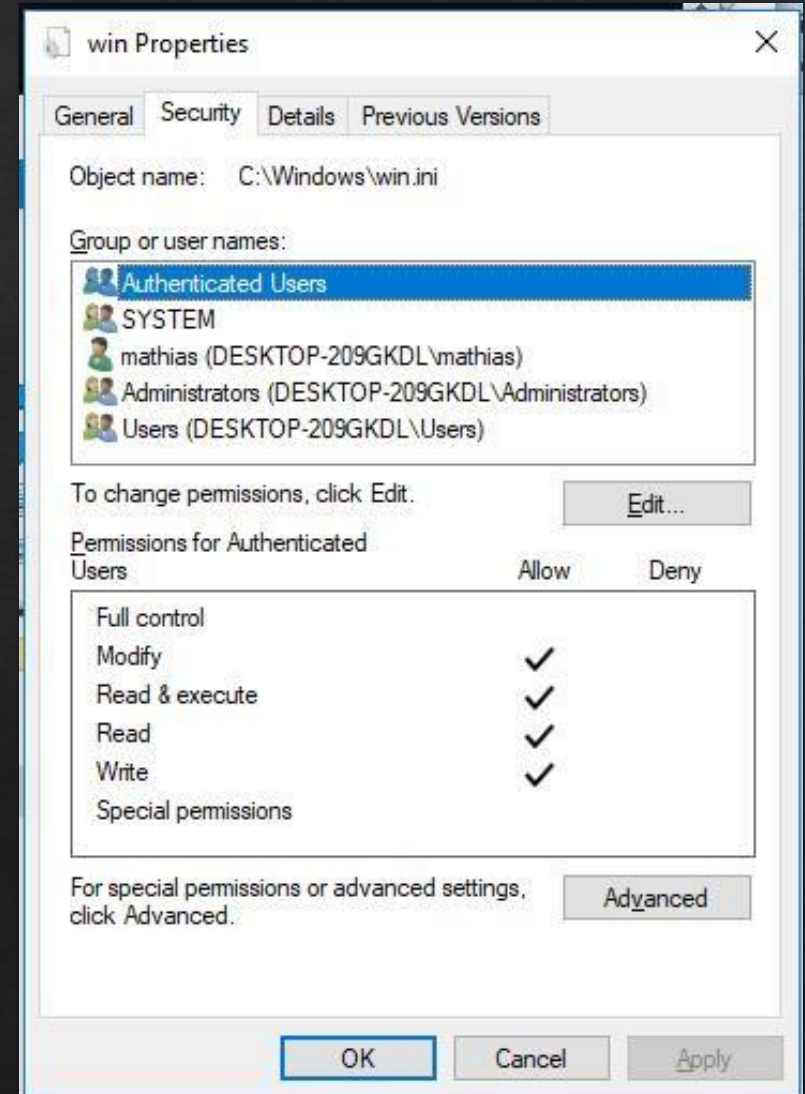 win Properties
General Security Details Previous Versions
Object name: C:\Windows\win.ini
Group or user names:
Authenticated Users
SYSTEM
mathias (DESKTOP-209GKDL\mathias)
Administrators (DESKTOP-209GKDL\Administrators)
Users (DESKTOP-209GKDL\Users)
To change permissions, click Edit.
Edit...
Permissions for Authenticated
Users Allow Deny
Full control
Modify
Read & execute
Read
Write
Special permissions
For special permissions or advanced settings,
click Advanced.
Advanced
OK Cancel Apply